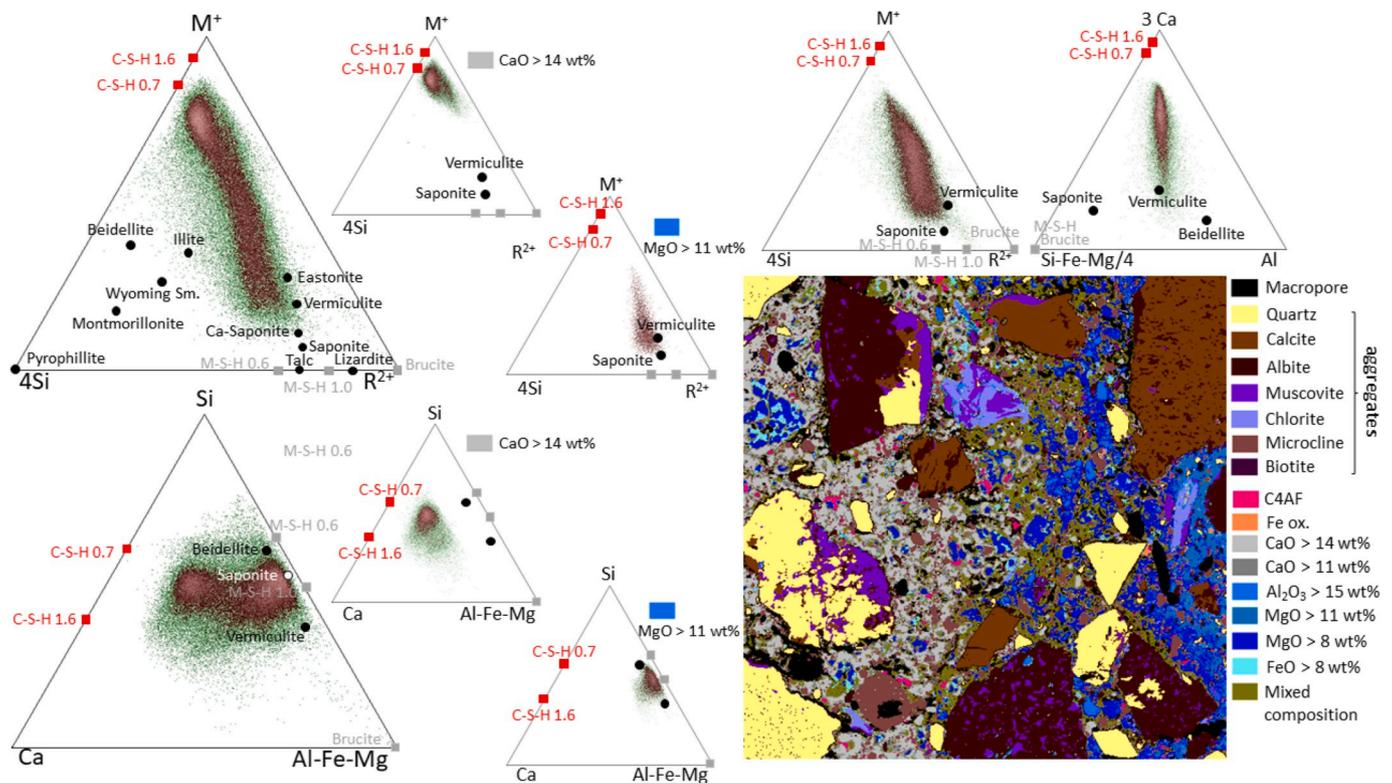 M⁺
C-S-H 1.6
C-S-H 0.7
Beidellite
Illite
Wyoming Sm.
Montmorillonite
Eastonite
Vermiculite
Ca-Saponite
Saponite
Pyrophillite
M-S-H 0.6
Talc
Lizardite
Brucite
4Si
M-S-H 1.0
R²⁺
M⁺
C-S-H 1.6
C-S-H 0.7
CaO > 14 wt%
Vermiculite
Saponite
4Si
R²⁺
M⁺
C-S-H 1.6
C-S-H 0.7
MgO > 11 wt%
Vermiculite
Saponite
4Si
R²⁺
M⁺
C-S-H 1.6
C-S-H 0.7
Vermiculite
Saponite
M-S-H 0.6
Brucite
4Si
M-S-H 1.0
R²⁺
3 Ca
C-S-H 1.6
C-S-H 0.7
Saponite
Vermiculite
M-S-H
Brucite
Beidellite
Si-Fe-Mg/4
Al
Si
M-S-H 0.6
M-S-H 0.6
C-S-H 0.7
Beidellite
Saponite
M-S-H 1.0
C-S-H 1.6
Vermiculite
Brucite
Ca
Al-Fe-Mg
Si
CaO > 14 wt%
C-S-H 0.7
C-S-H 1.6
Ca
Al-Fe-Mg
Si
MgO > 11 wt%
C-S-H 0.7
C-S-H 1.6
Ca
Al-Fe-Mg
Macropore
Quartz
Calcite
Albite
Muscovite
Chlorite
Microcline
Biotite
aggregates
C4AF
Fe ox.
CaO > 14 wt%
CaO > 11 wt%
Al₂O₃ > 15 wt%
MgO > 11 wt%
MgO > 8 wt%
FeO > 8 wt%
Mixed
composition